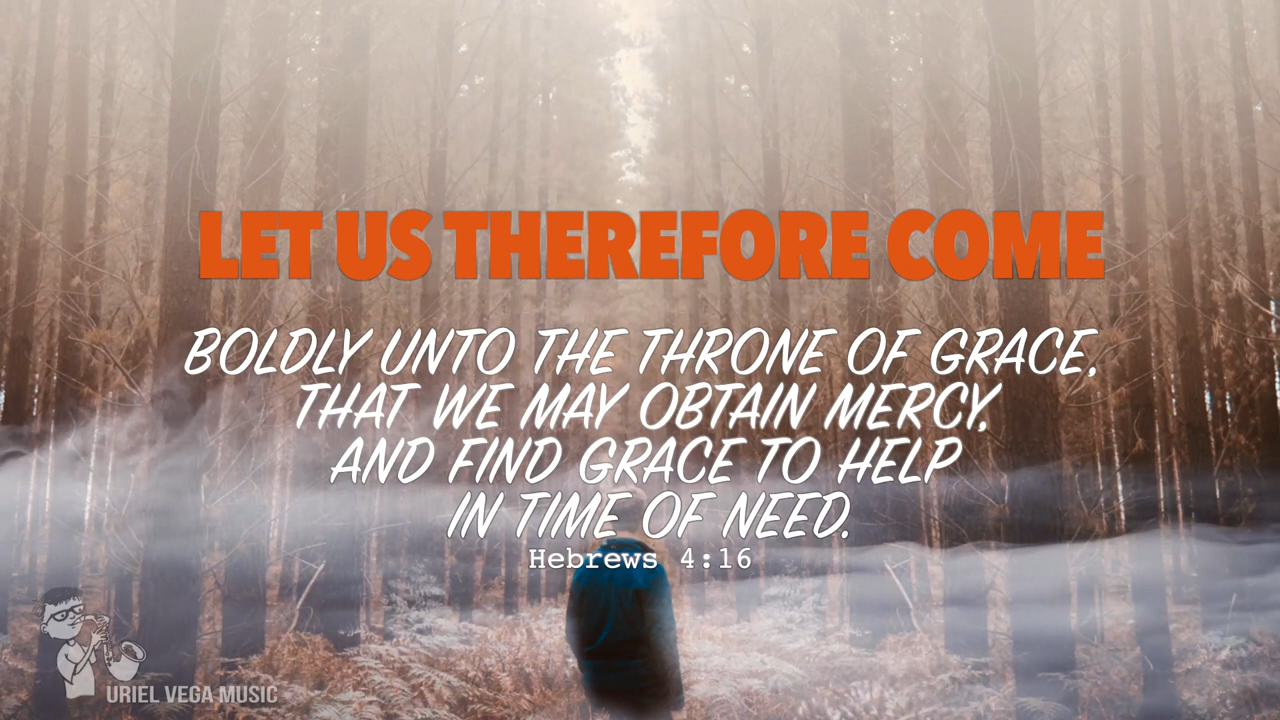 LET US THEREFORE COME
BOLDLY UNTO THE THRONE OF GRACE,
THAT WE MAY OBTAIN MERCY,
AND FIND GRACE TO HELP
IN TIME OF NEED.
Hebrews 4:16
URIEL VEGA MUSIC